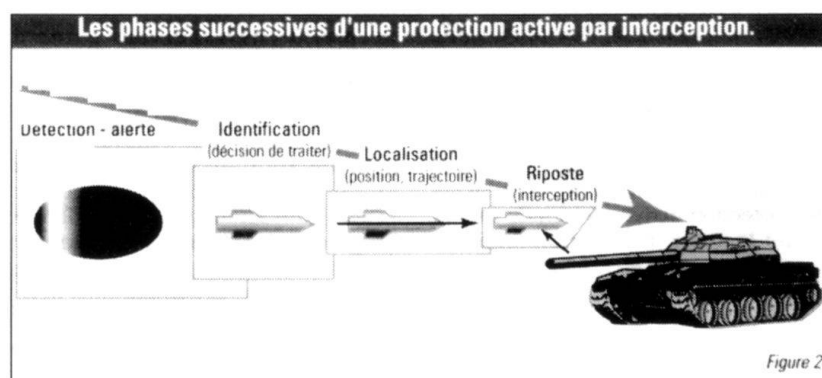 Les phases successives d'une protection active par interception.
Détection - alerte
Identification
(décision de traiter)
Localisation
(position, trajectoire)
Riposte
(interception)
Figure 2